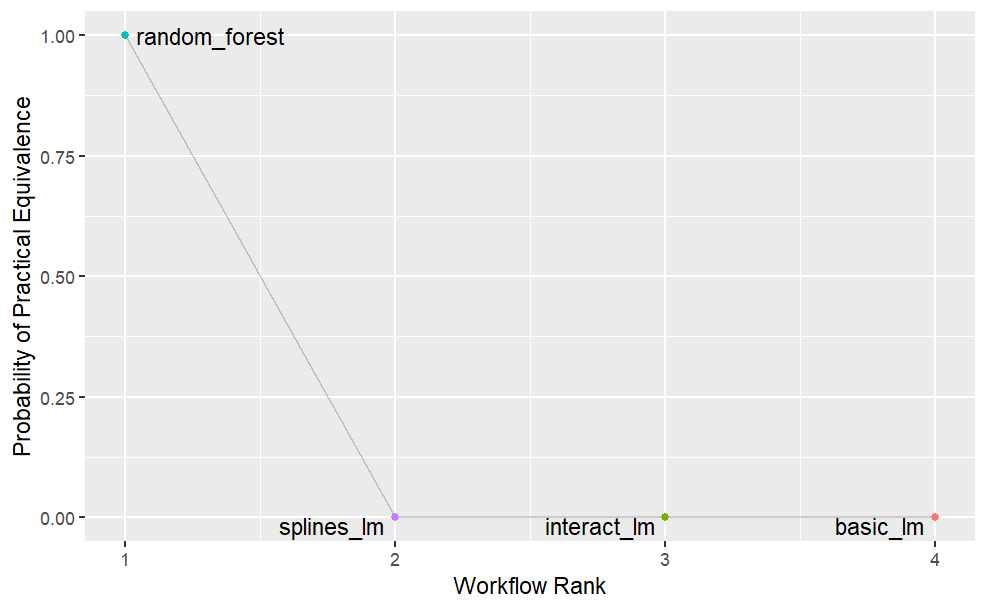 1.00
random_forest
0.75
0.50
0.25
0.00
splines_lm
interact_lm
basic_lm
1
2
3
4
Workflow Rank
Probability of Practical Equivalence